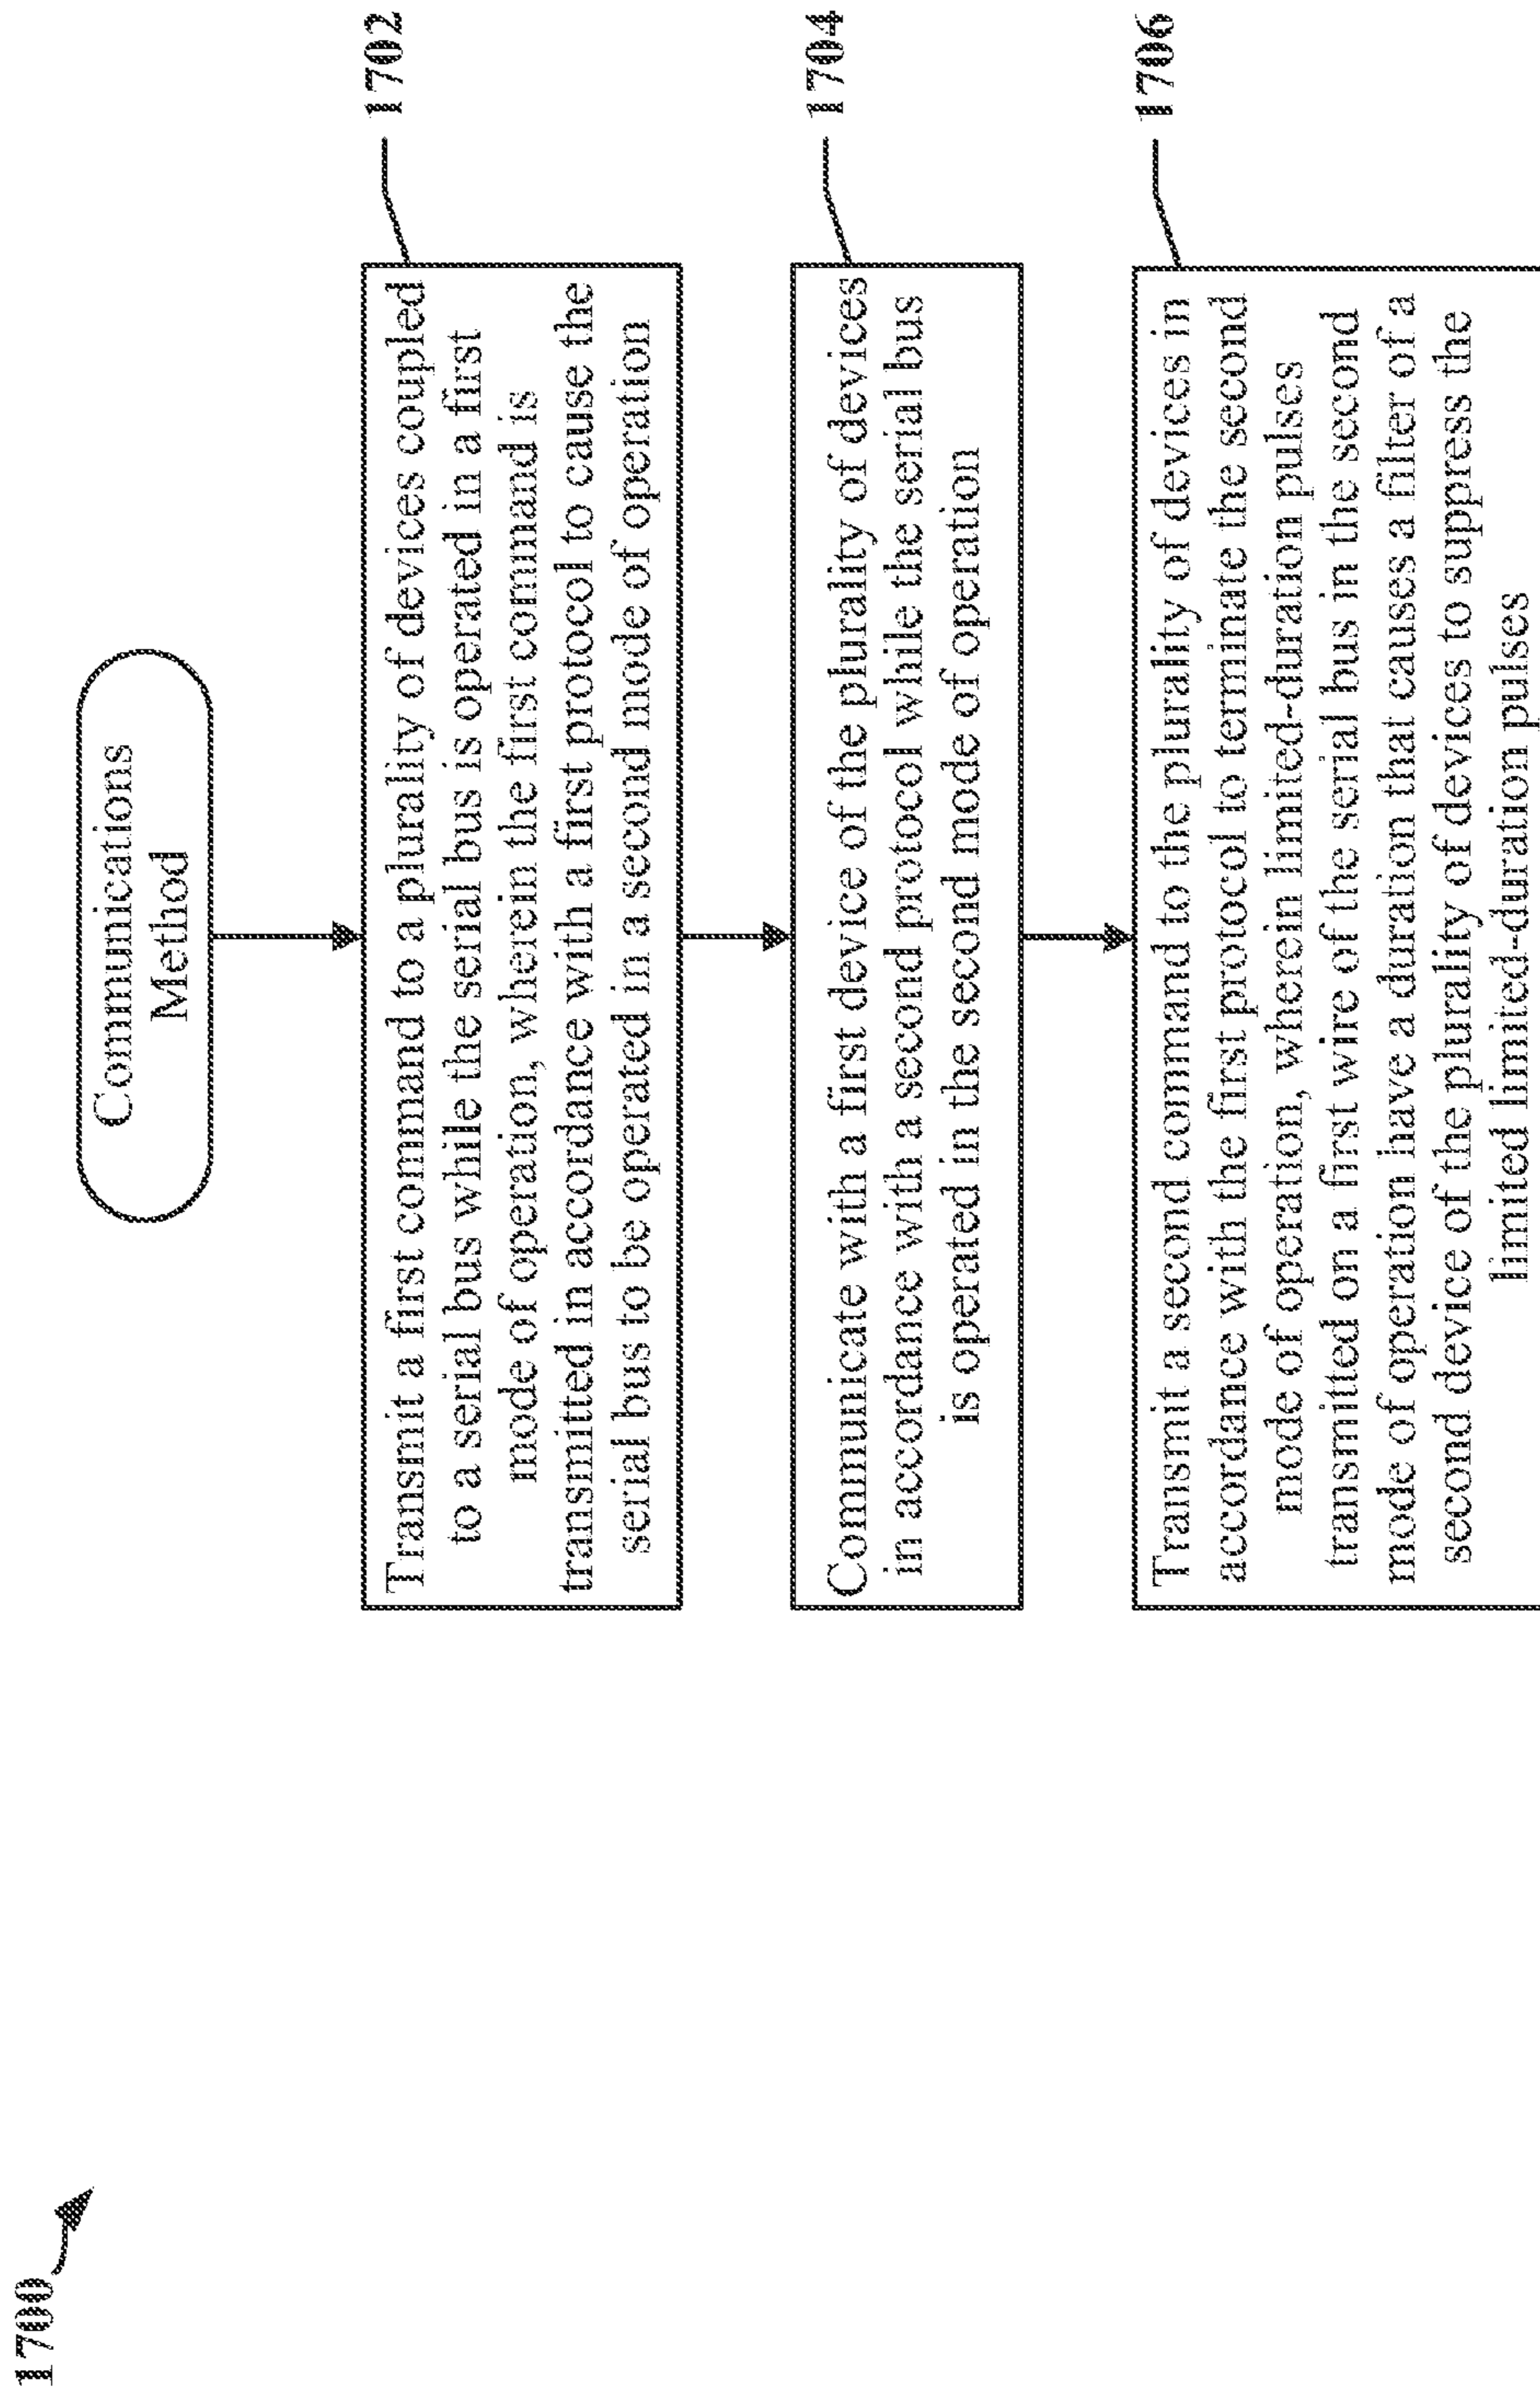 1700
Communications
Method
Transmit a first command to a plurality of devices coupled
to a serial bus while the serial bus is operated in a first
mode of operation, wherein the first command is
transmitted in accordance with a first protocol to cause the
serial bus to be operated in a second mode of operation
1702
Communicate with a first device of the plurality of devices
in accordance with a second protocol while the serial bus
is operated in the second mode of operation
1704
Transmit a second command to the plurality of devices in
accordance with the first protocol to terminate the second
mode of operation, wherein limited-duration pulses
transmitted on a first wire of the serial bus in the second
mode of operation have a duration that causes a filter of a
second device of the plurality of devices to suppress the
limited limited-duration pulses
1706